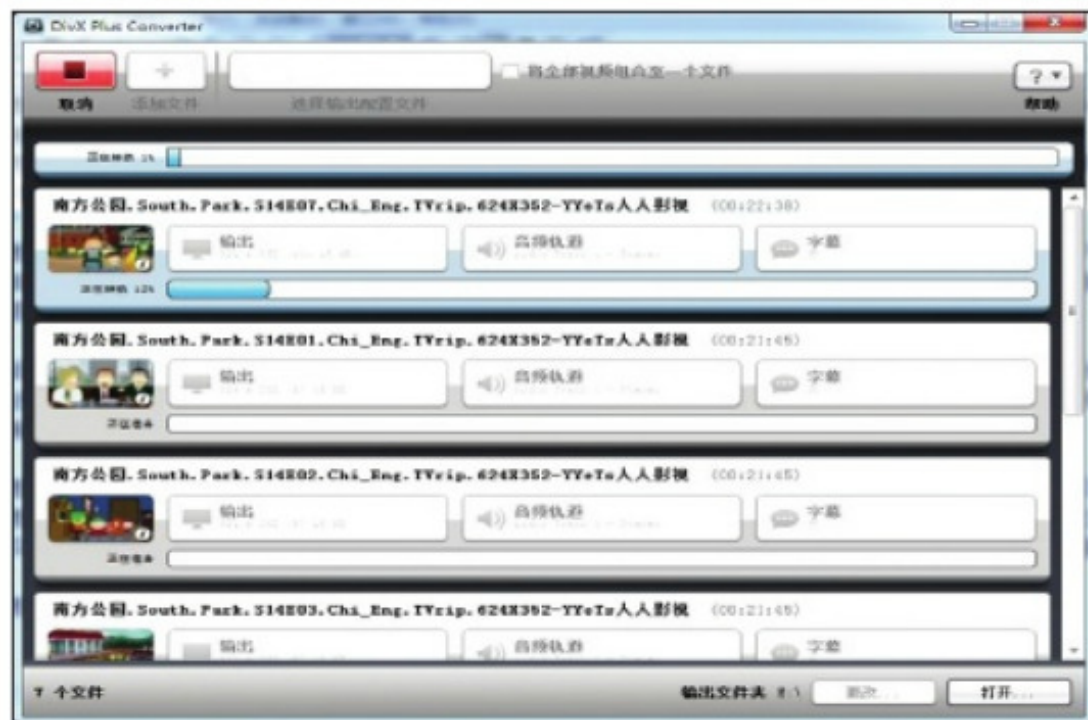 DivX Plus Converter
将全部视频组合至一个文件
取消 添加文件 选择输出配置文件 帮助
南方公园.South.Park.S14E07.Chi_Eng.TVrip.624X352-YYeTs人人影视 (00:22:38)
输出 音频轨道 字幕
正在转换 12%
南方公园.South.Park.S14E01.Chi_Eng.TVrip.624X352-YYeTs人人影视 (00:21:45)
输出 音频轨道 字幕
南方公园.South.Park.S14E02.Chi_Eng.TVrip.624X352-YYeTs人人影视 (00:21:45)
输出 音频轨道 字幕
南方公园.South.Park.S14E03.Chi_Eng.TVrip.624X352-YYeTs人人影视 (00:21:45)
输出 音频轨道 字幕
7 个文件 输出文件夹 更改... 打开...